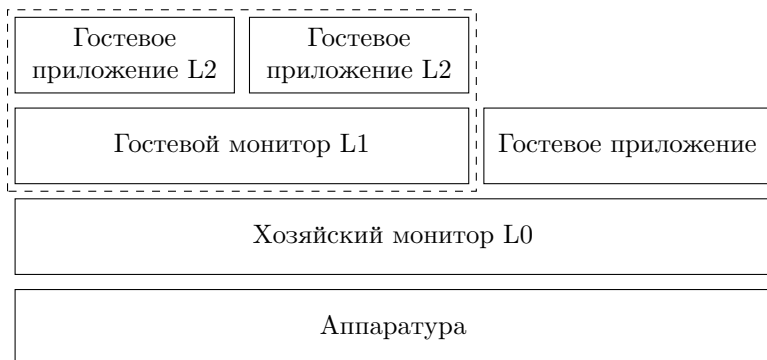 Гостевое
приложение L2
Гостевое
приложение L2
Гостевой монитор L1
Гостевое приложение
Хозяйский монитор L0
Аппаратура